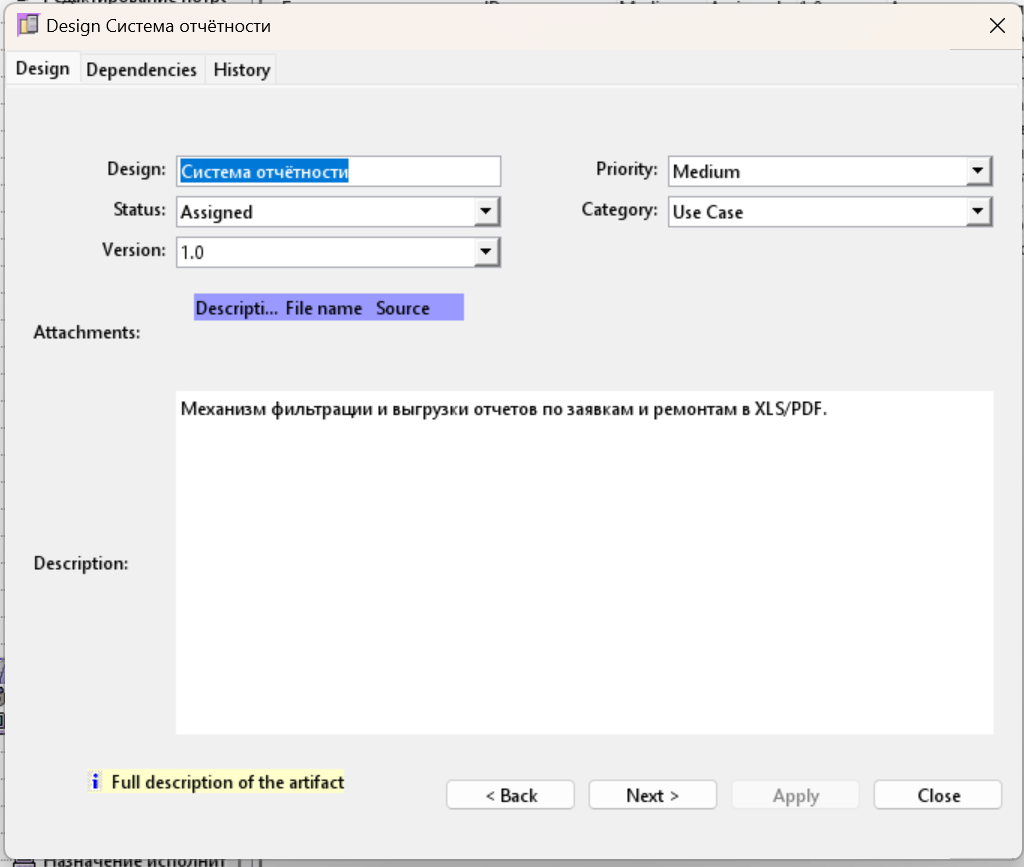 Design Система отчётности
Design Dependencies History
Design: Система отчётности Priority: Medium
Status: Assigned Category: Use Case
Version: 1.0
Descripti... File name Source
Attachments:
Механизм фильтрации и выгрузки отчетов по заявкам и ремонтам в XLS/PDF.
Description:
i Full description of the artifact
< Back Next > Apply Close